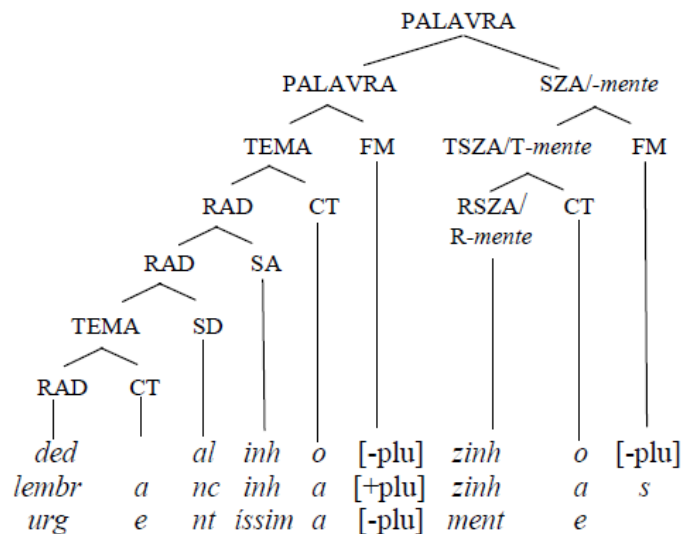 PALAVRA
PALAVRA SZA/-mente
TEMA FM TSZA/T-mente FM
RAD CT RSZA/ CT
R-mente
RAD SA
TEMA SD
RAD CT
ded al inh o [-plu] zinh o [-plu]
lembr a nc inh a [+plu] zinh a s
urg e nt íssim a [-plu] ment e